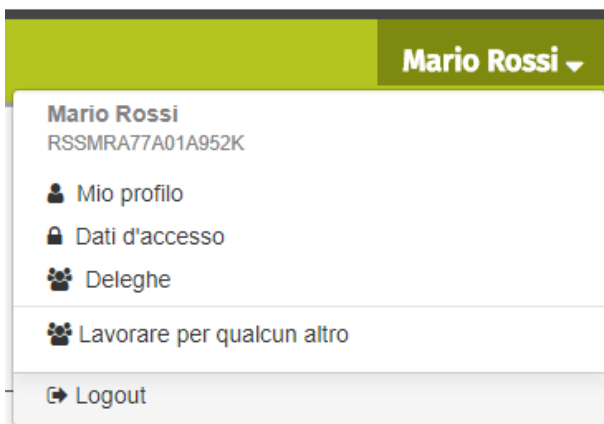 Mario Rossi
Mario Rossi
RSSMRA77A01A952K
Mio profilo
Dati d'accesso
Deleghe
Lavorare per qualcun altro
Logout